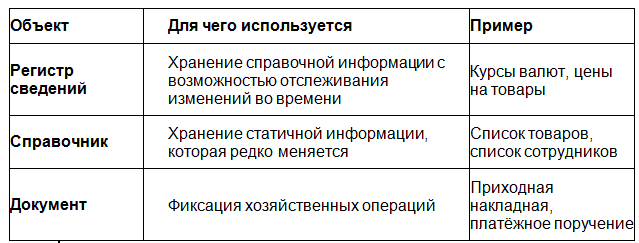 Объект Для чего используется Пример
Регистр сведений
Хранение справочной информации с
возможностью отслеживания
изменений во времени
Курсы валют, цены
на товары
Справочник
Хранение статичной информации,
которая редко меняется
Список товаров,
список сотрудников
Документ
Фиксация хозяйственных операций
Приходная
накладная,
платёжное поручение